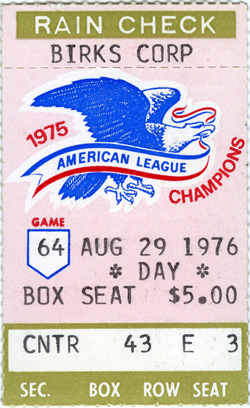 RAIN CHECK
BIRKS CORP
1975
AMERICAN LEAGUE
CHAMPIONS
GAME
64 AUG 29 1976
* DAY *
BOX SEAT $5.00
CNTR 43 E 3
SEC. BOX ROW SEAT